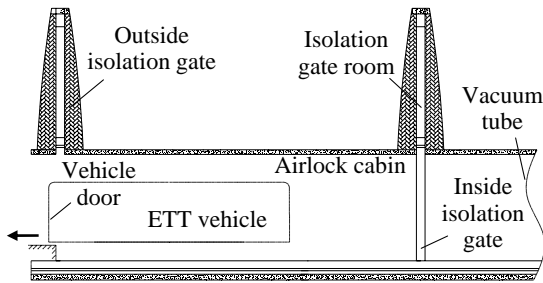 Outside
isolation gate
Isolation
gate room
Vacuum
tube
Vehicle
door
Airlock cabin
ETT vehicle
Inside
isolation
gate